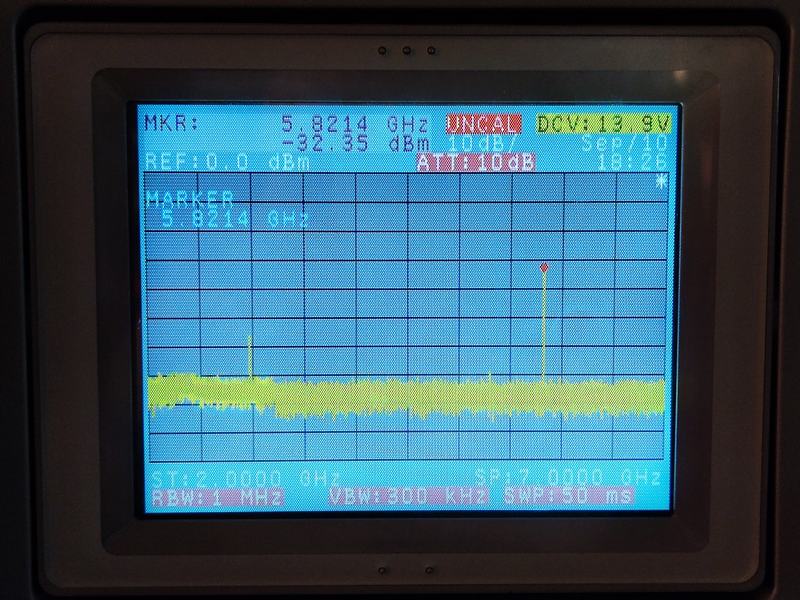 MKR: 5.8214 GHz UNCAL DCV:13.9V
-32.35 dBm 10dB/ Sep/10
REF:0.0 dBm ATT:10dB 18:26
*
MARKER
5.8214 GHz
ST:2.0000 GHz SP:7.0000 GHz
RBW:1 MHz VBW:300 KHz SWP:50 ms